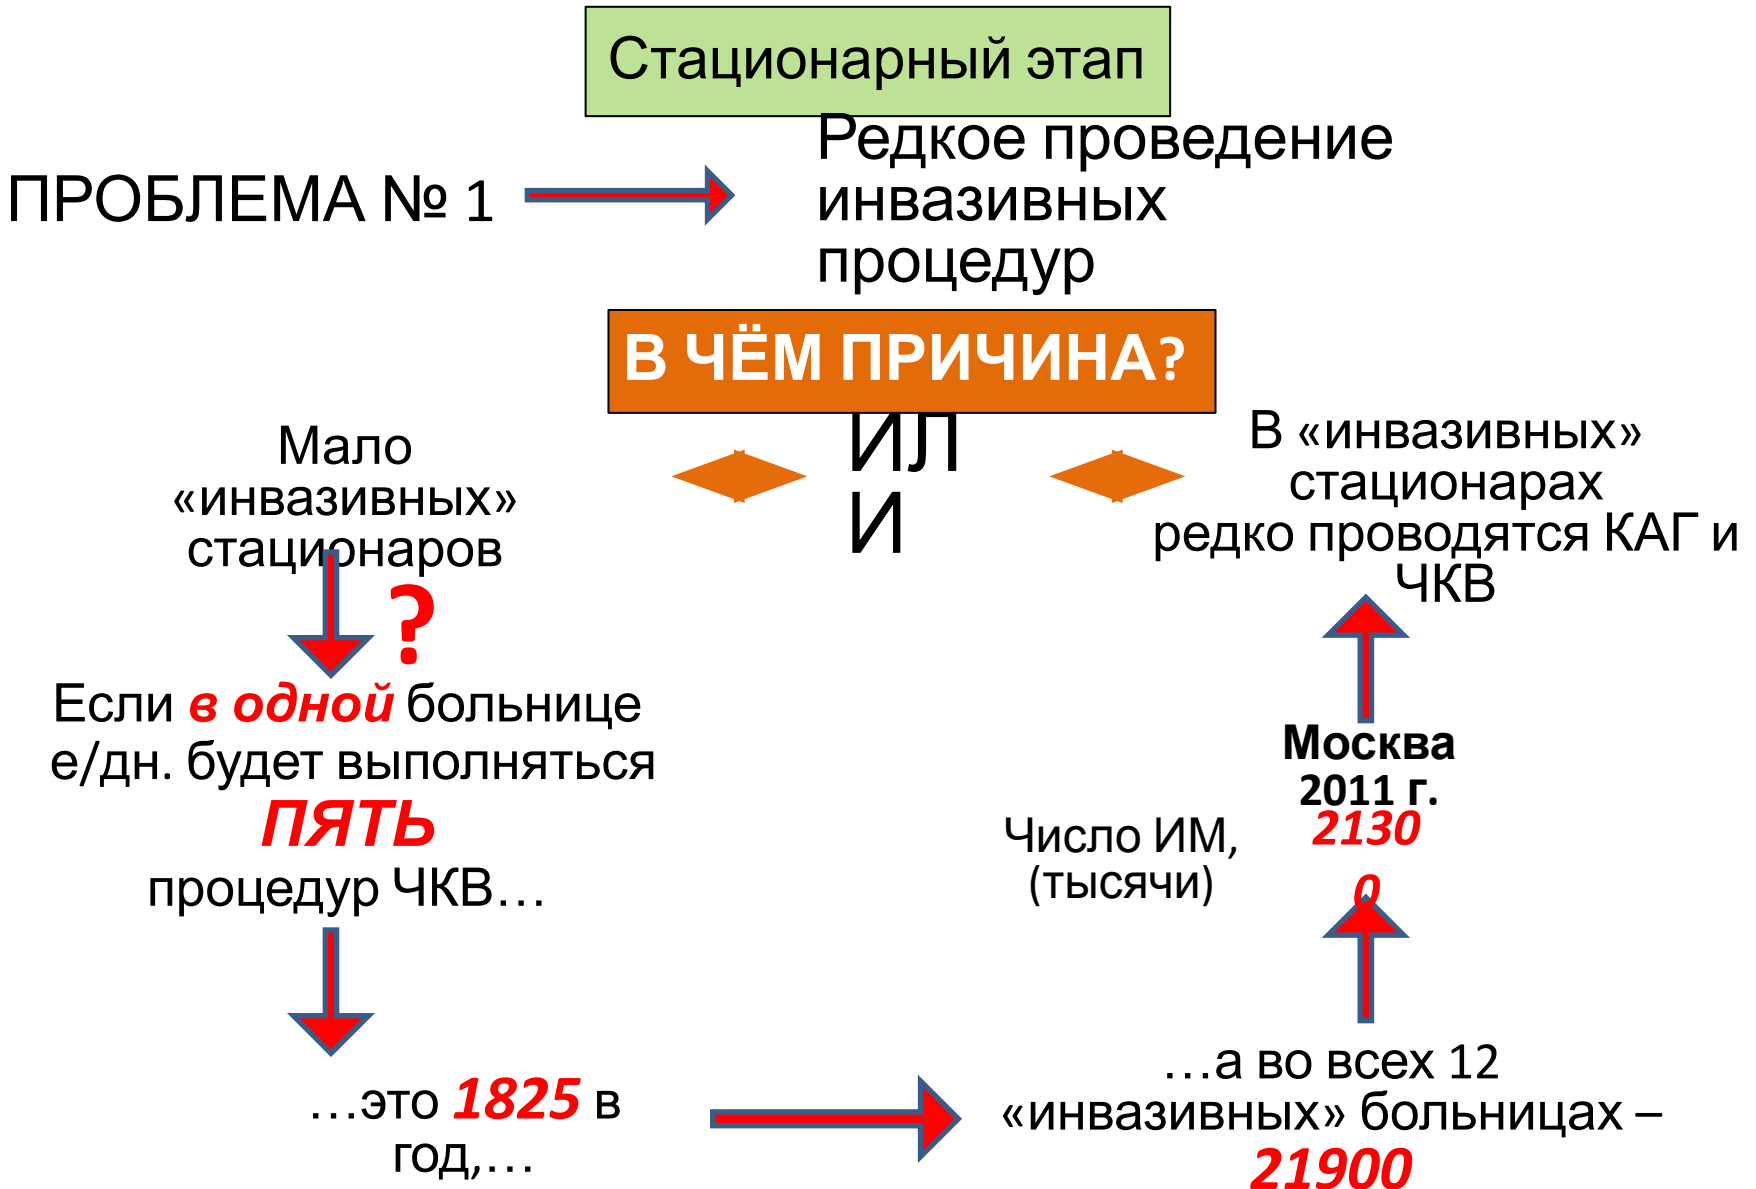 Стационарный этап
ПРОБЛЕМА № 1
Редкое проведение
инвазивных
процедур
В ЧЁМ ПРИЧИНА?
Мало
«инвазивных»
стационаров
ИЛ
И
В «инвазивных»
стационарах
редко проводятся КАГ и
ЧКВ
?
Если в одной больнице
е/дн. будет выполняться
ПЯТЬ
процедур ЧКВ…
…это 1825 в
год,…
…а во всех 12
«инвазивных» больницах –
21900
Москва
2011 г.
Число ИМ,
(тысячи)
2130
0